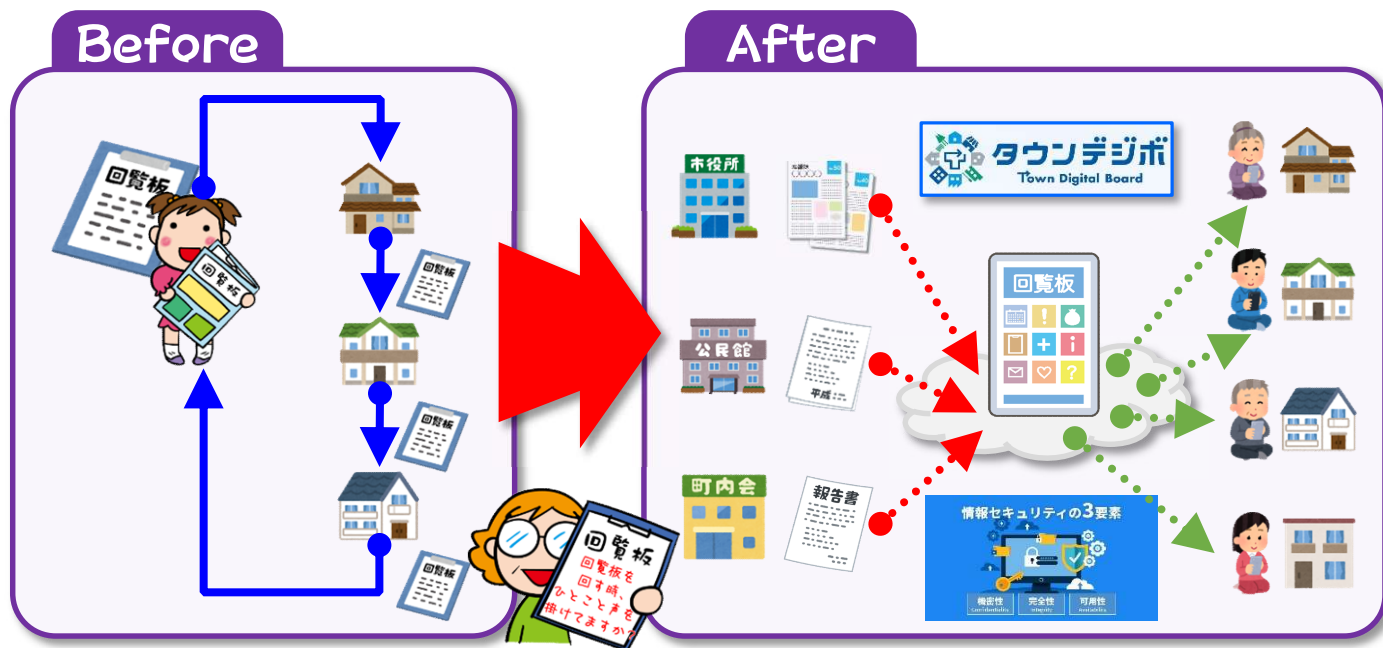 Before
After
回覧板
回覧板
回覧板
回覧板
回覧板
回覧板
回覧板を
回す時、
ひとこと声を
掛けてますか?
市役所
公民館
平成
町内会
報告書
タウンデジボ
Town Digital Board
回覧板
!
+
i
?
情報セキュリティの3要素
機密性
Confidentiality
完全性
Integrity
可用性
Availability